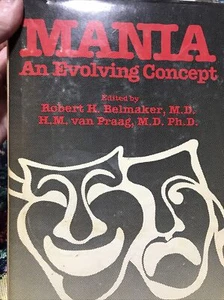 MANIA
An Evolving Concept
Edited by
Robert H. Belmaker, M.D.
H.M. van Praag, M.D. Ph.D.